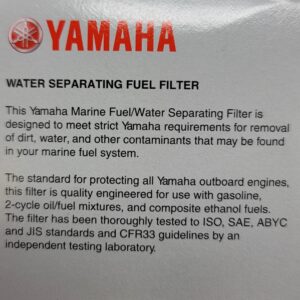 YAMAHA
WATER SEPARATING FUEL FILTER
This Yamaha Marine Fuel/Water Separating Filter is
designed to meet strict Yamaha requirements for removal
of dirt, water, and other contaminants that may be found
in your marine fuel system.
The standard for protecting all Yamaha outboard engines,
this filter is quality engineered for use with gasoline,
2-cycle oil/fuel mixtures, and composite ethanol fuels.
The filter has been thoroughly tested to ISO, SAE, ABYC
and JIS standards and CFR33 guidelines by an
independent testing laboratory.